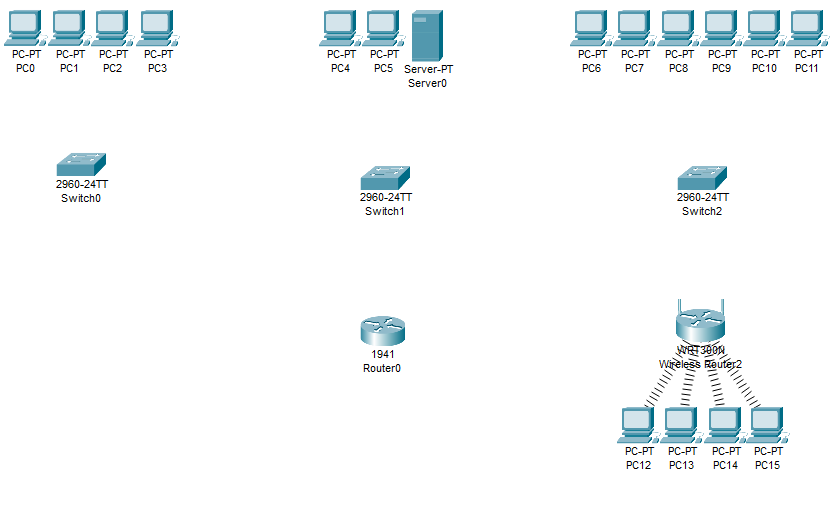 PC-PT PC-PT PC-PT PC-PT
PC0 PC1 PC2 PC3
PC-PT PC-PT Server-PT
PC4 PC5 Server0
PC-PT PC-PT PC-PT PC-PT PC-PT PC-PT
PC6 PC7 PC8 PC9 PC10 PC11
2960-24TT
Switch0
2960-24TT
Switch1
2960-24TT
Switch2
1941
Router0
WRT300N
Wireless Router2
PC-PT PC-PT PC-PT PC-PT
PC12 PC13 PC14 PC15